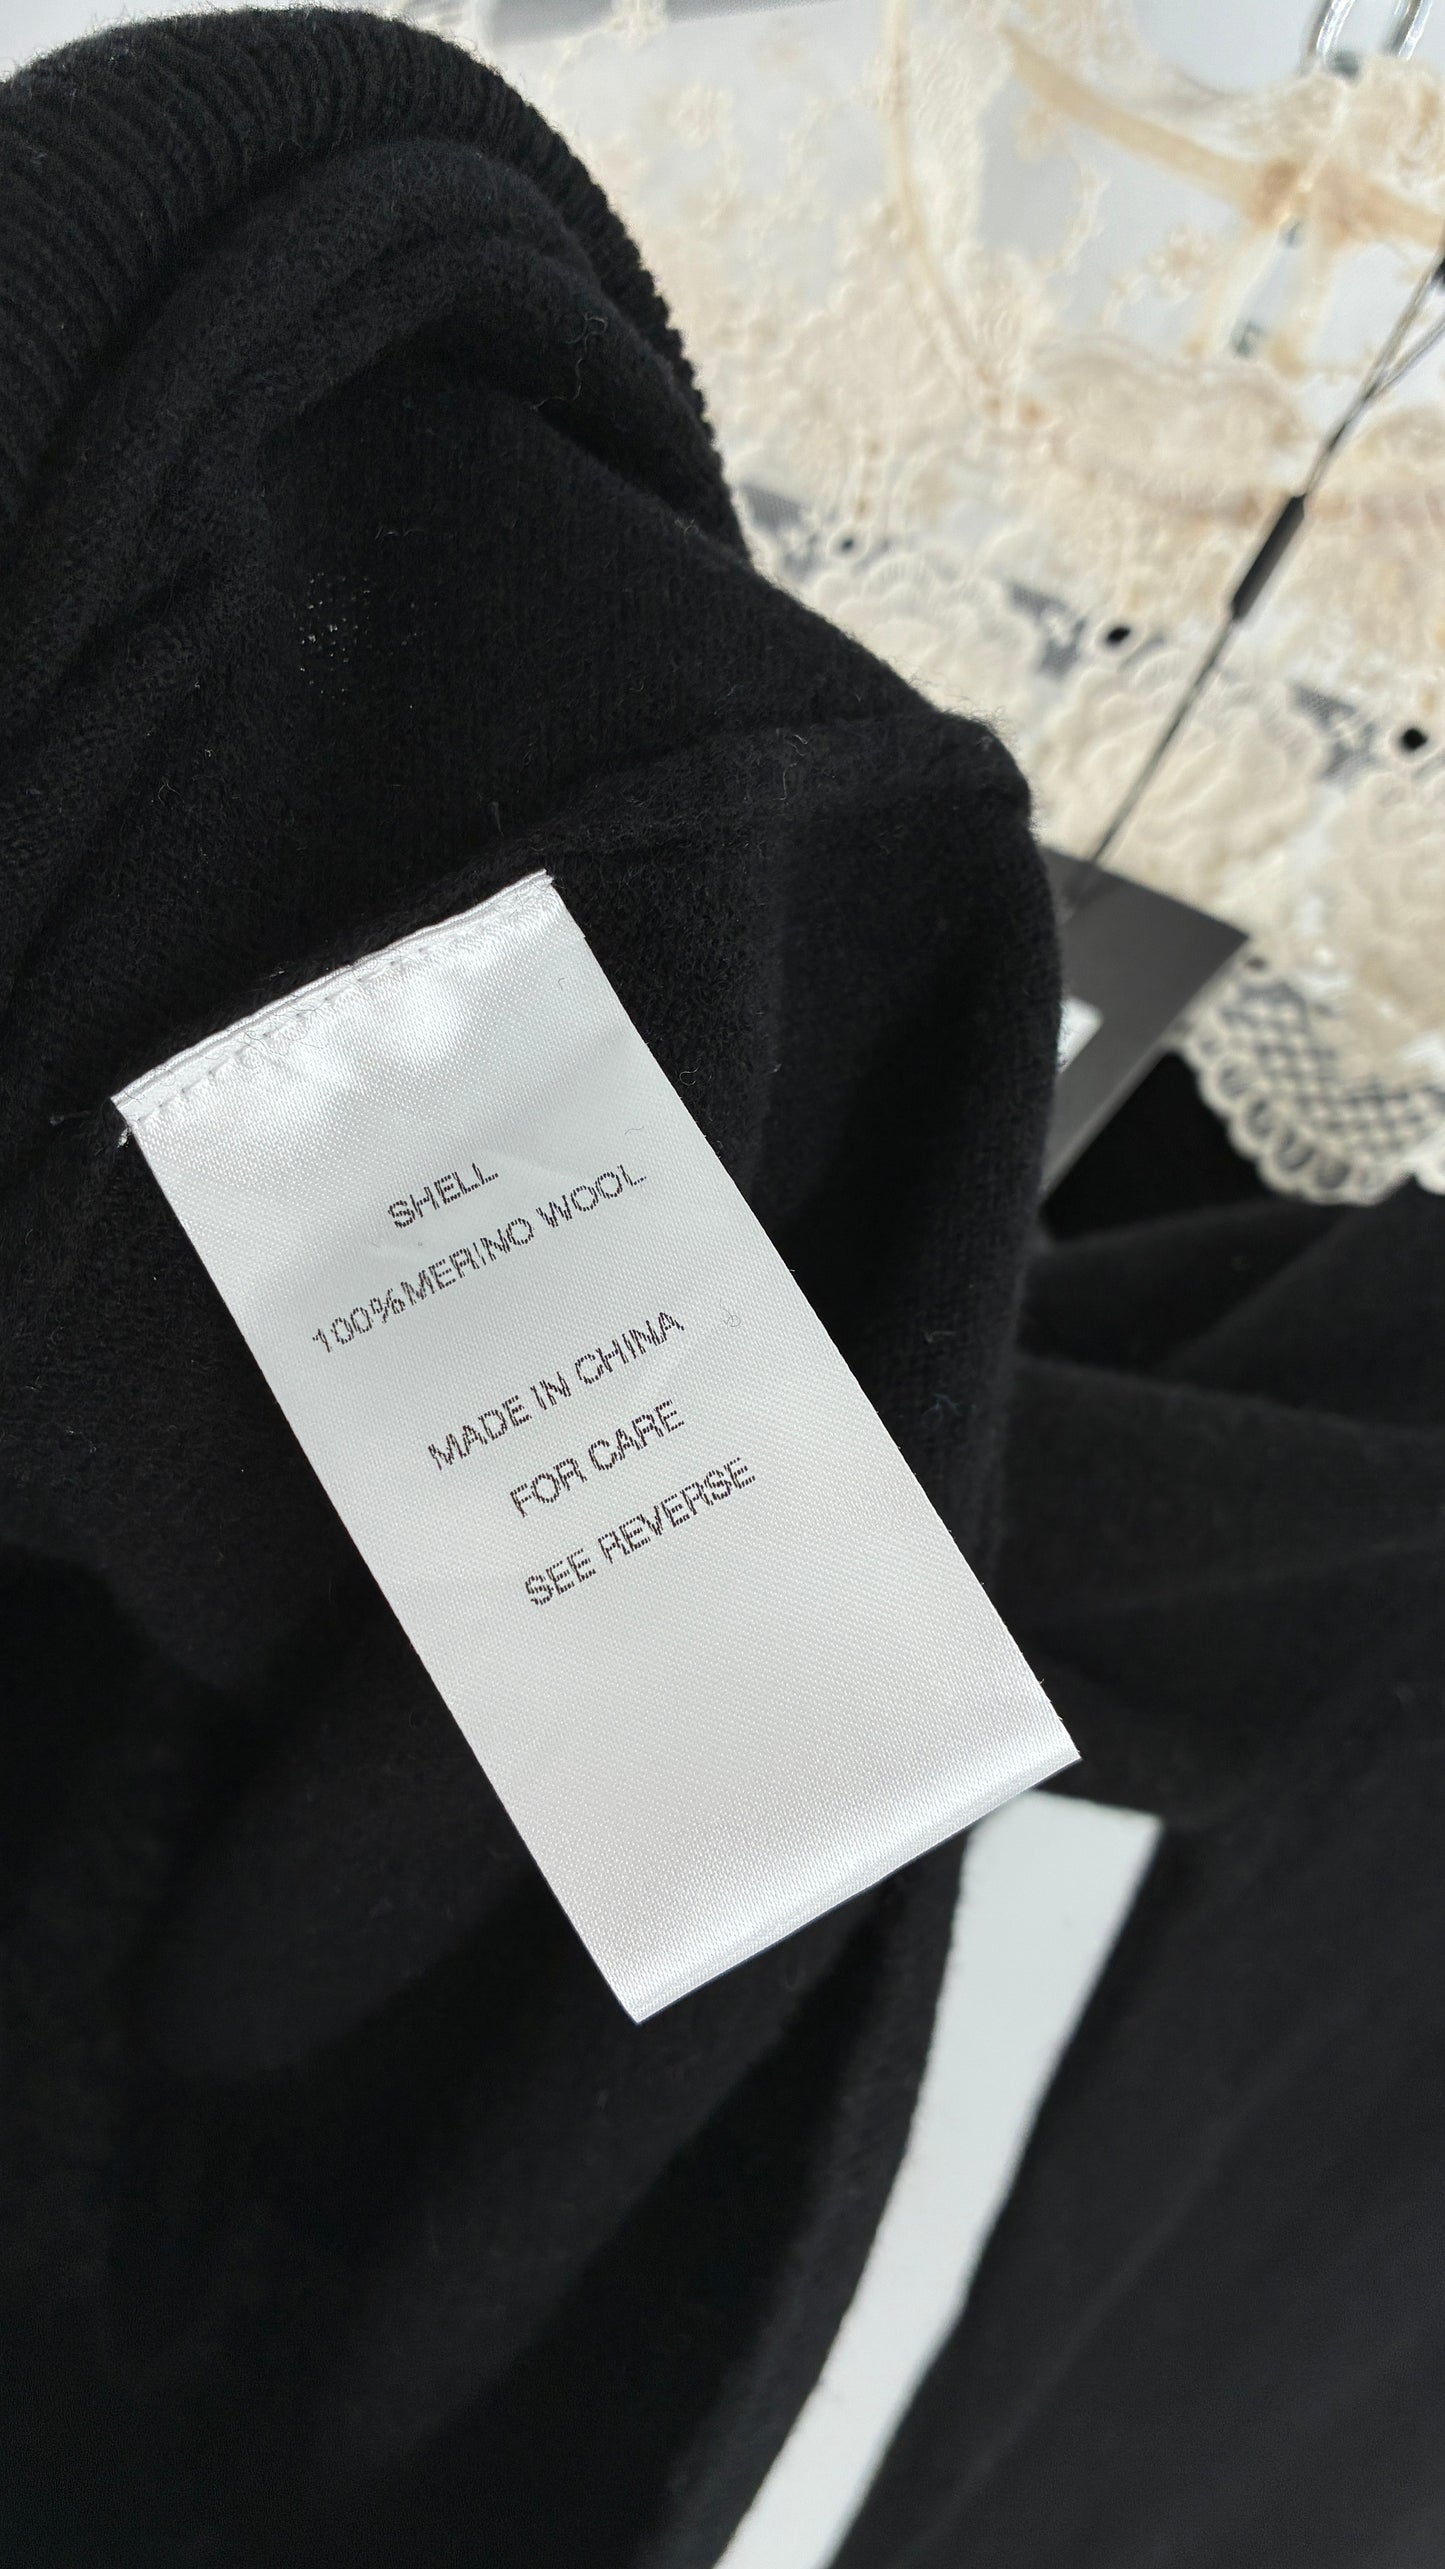 SHELL
100%MERINO WOOL
MADE IN CHINA
FOR CARE
SEE REVERSE